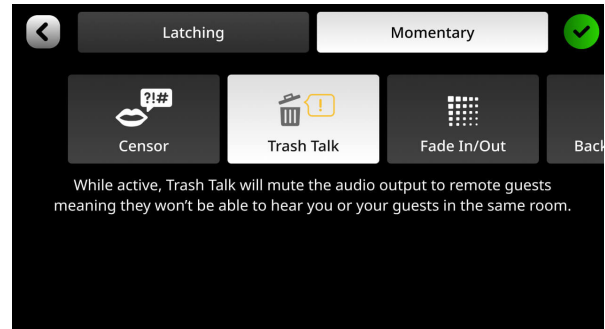 Latching
Momentary
?!#
!
Censor
Trash Talk
Fade In/Out
Back
While active, Trash Talk will mute the audio output to remote guests
meaning they won't be able to hear you or your guests in the same room.